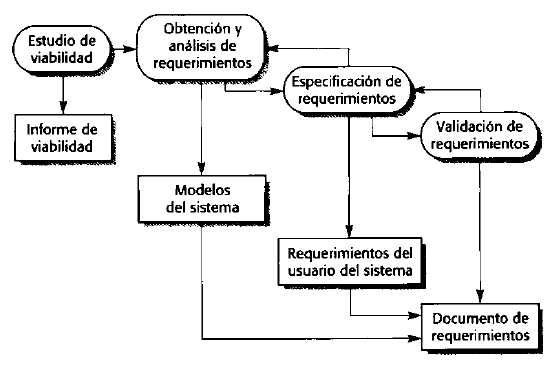 Estudio de
viabilidad
Obtención y
análisis de
requerimientos
Especificación de
requerimientos
Validación de
requerimientos
Informe de
viabilidad
Modelos
del sistema
Requerimientos del
usuario del sistema
Documento de
requerimientos